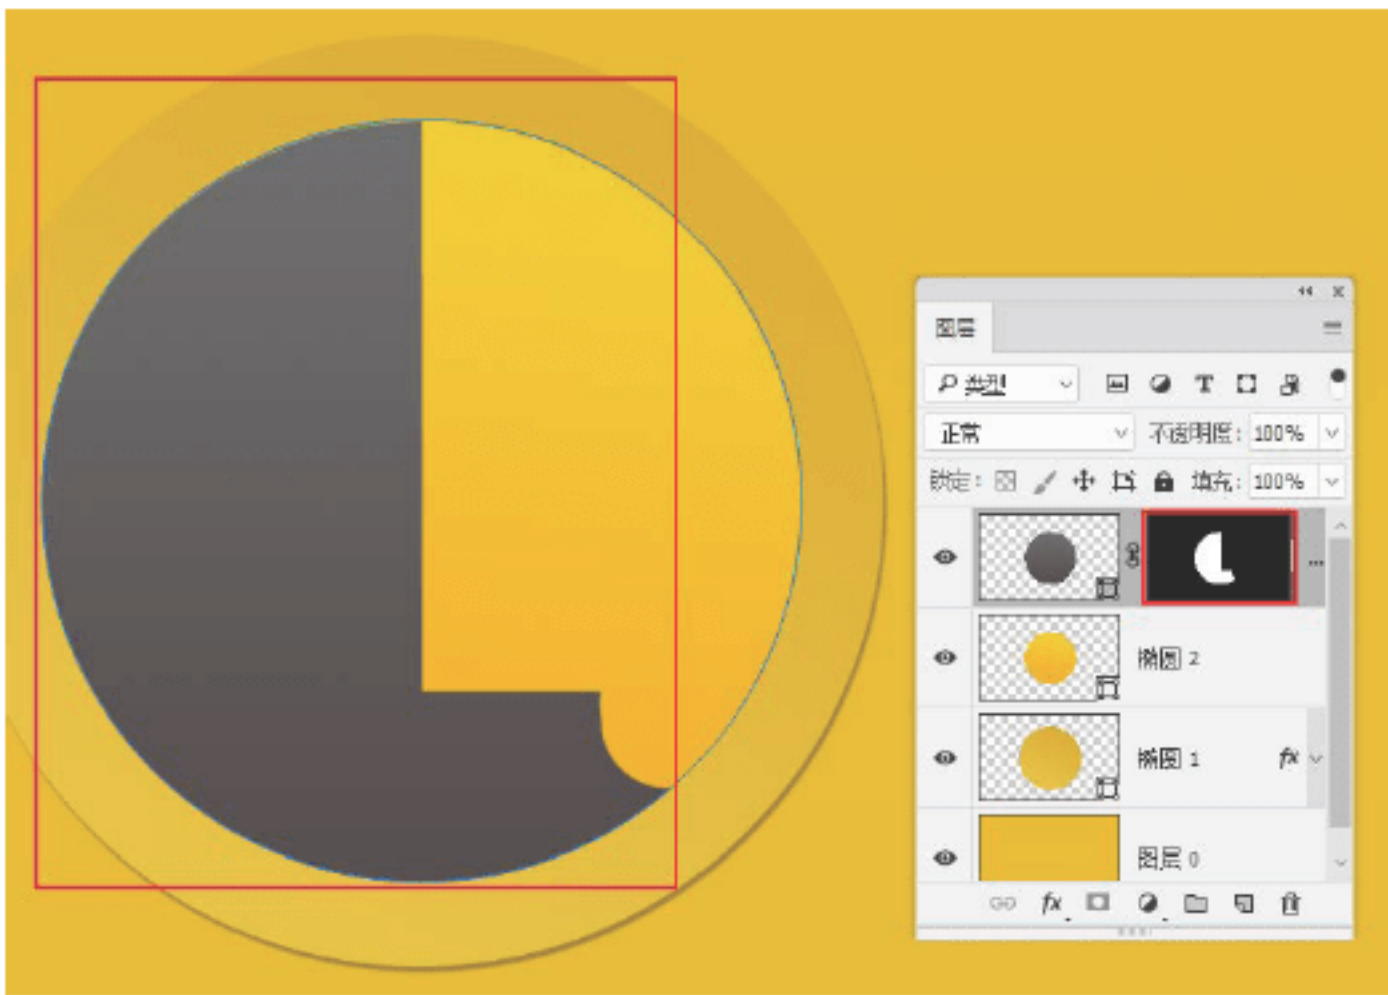 图层
类型
正常
不透明度: 100%
锁定: 填充: 100%
...
椭圆 2
椭圆 1 fx
图层 0
fx